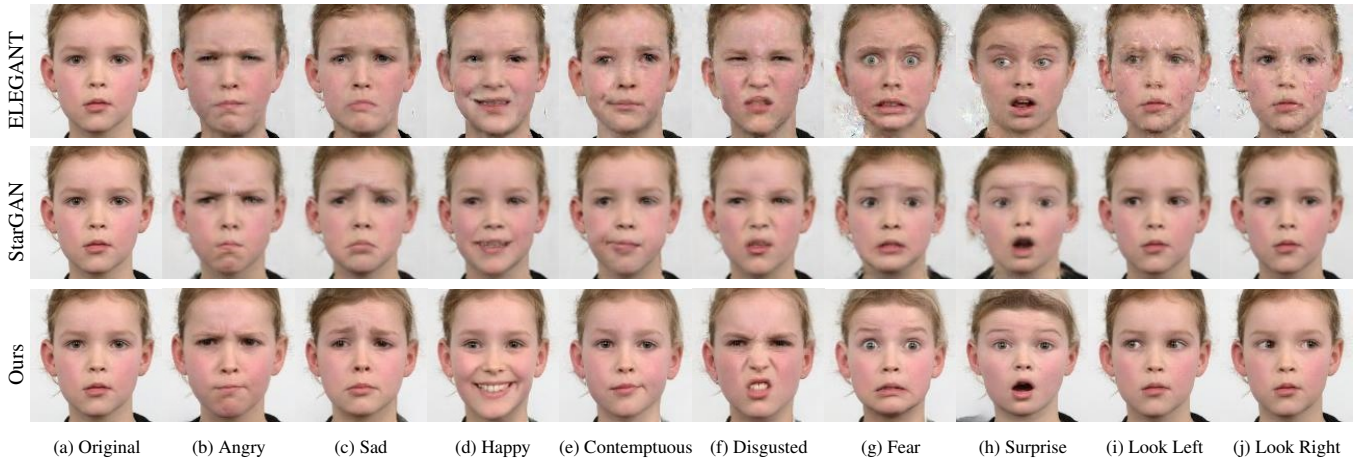 ELEGANT
StarGAN
Ours
(a) Original (b) Angry (c) Sad (d) Happy (e) Contemptuous (f) Disgusted (g) Fear (h) Surprise (i) Look Left (j) Look Right